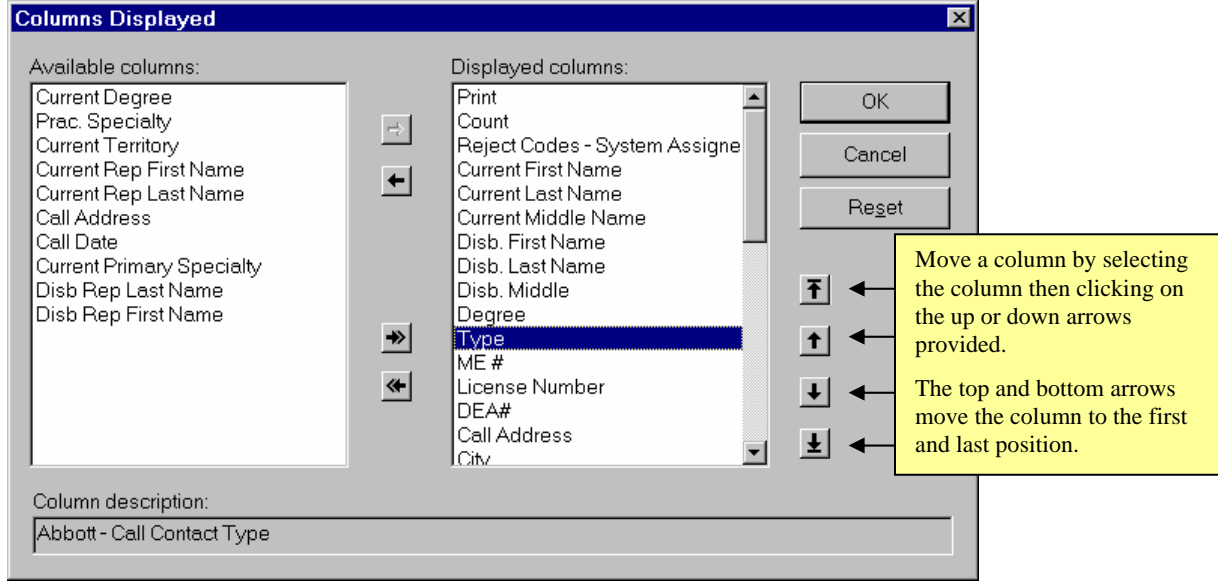 Columns Displayed
Available columns:
Current Degree
Prac. Specialty
Current Territory
Current Rep First Name
Current Rep Last Name
Call Address
Call Date
Current Primary Specialty
Disb Rep Last Name
Disb Rep First Name
Displayed columns:
Print
Count
Reject Codes - System Assigne
Current First Name
Current Last Name
Current Middle Name
Disb. First Name
Disb. Last Name
Disb. Middle
Degree
Type
ME #
License Number
DEA#
Call Address
City
OK
Cancel
Reset
Move a column by selecting
the column then clicking on
the up or down arrows
provided.
The top and bottom arrows
move the column to the first
and last position.
Column description:
Abbott - Call Contact Type